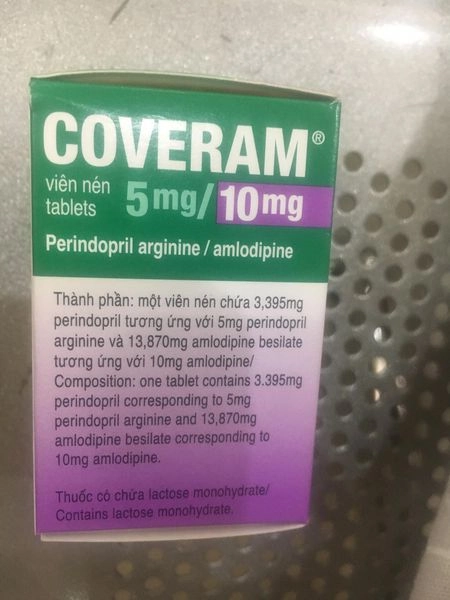 COVERAM®
viên nén
tablets
5mg/10mg
Perindopril arginine / amlodipine
Thành phần: một viên nén chứa 3,395mg
perindopril tương ứng với 5mg perindopril
arginine và 13,870mg amlodipine besilate
tương ứng với 10mg amlodipine/
Composition: one tablet contains 3.395mg
perindopril corresponding to 5mg
perindopril arginine and 13,870mg
amlodipine besilate corresponding to
10mg amlodipine.
Thuốc có chứa lactose monohydrate/
Contains lactose monohydrate.